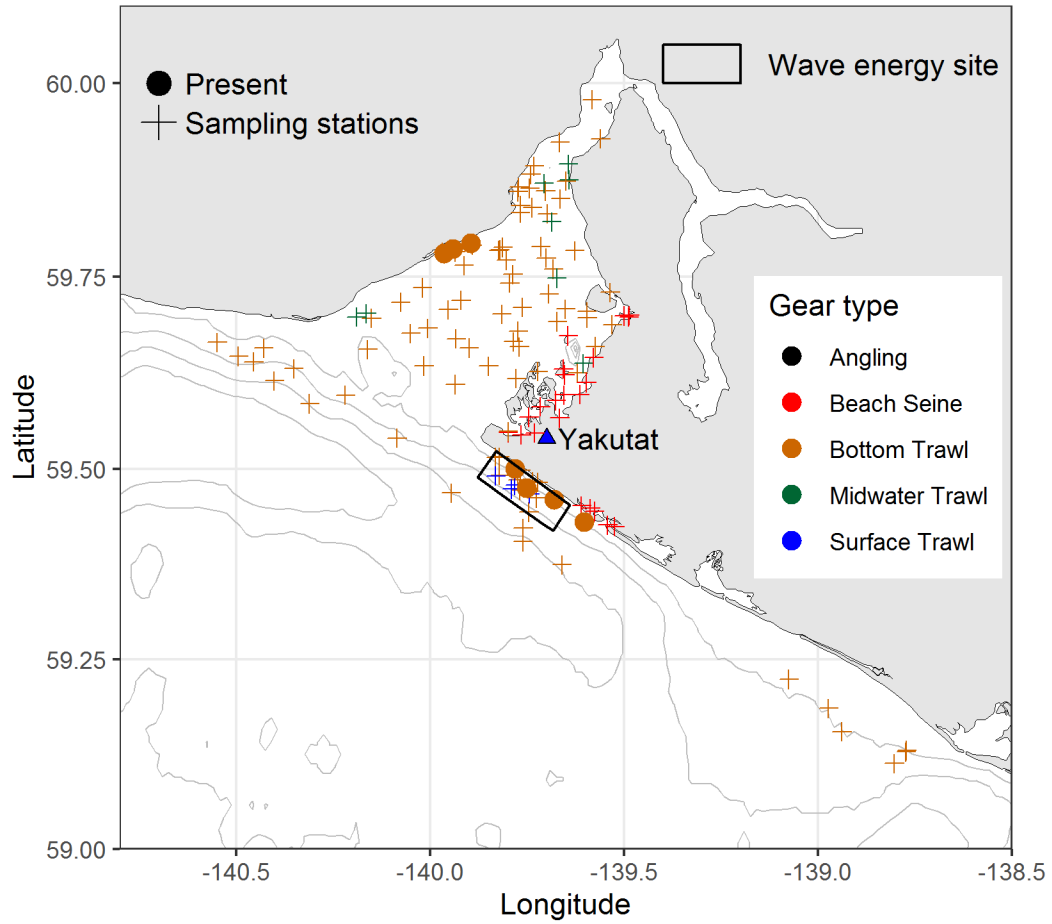 Present
Sampling stations
Wave energy site
Yakutat
Gear type
Angling
Beach Seine
Bottom Trawl
Midwater Trawl
Surface Trawl
Latitude
60.00
59.75
59.50
59.25
59.00
-140.5
-140.0
-139.5
-139.0
-138.5
Longitude